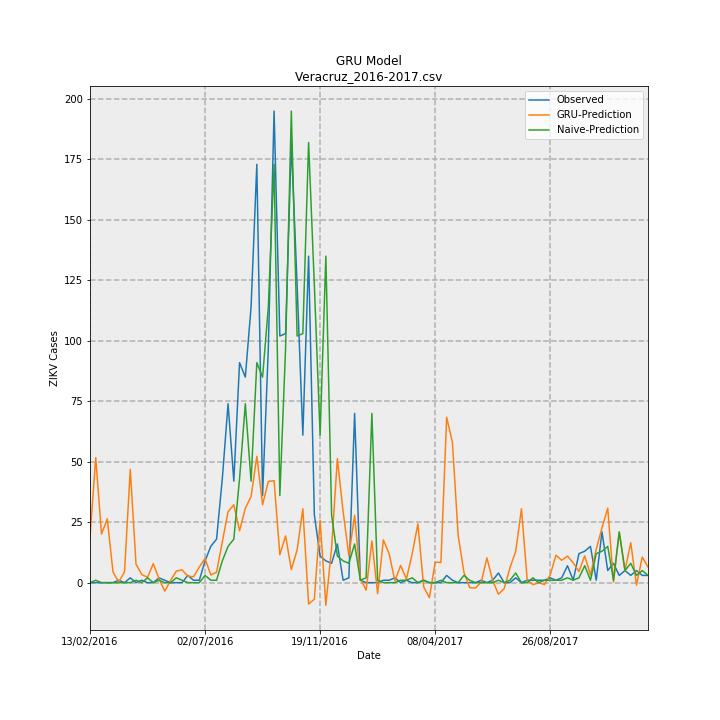 GRU Model
Veracruz_2016-2017.csv
Observed
GRU-Prediction
Naive-Prediction
200
175
150
125
100
75
50
25
0
ZIKV Cases
13/02/2016 02/07/2016 19/11/2016 08/04/2017 26/08/2017
Date